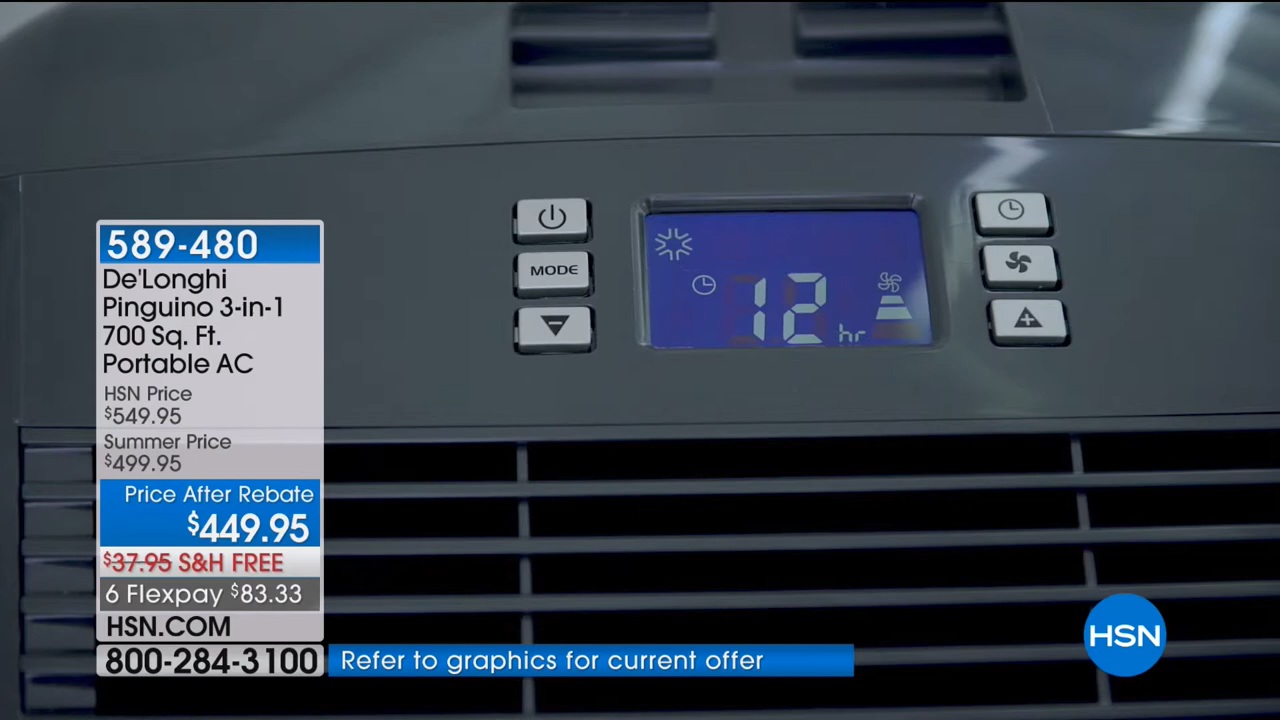 589-480
De'Longhi
Pinguino 3-in-1
700 Sq. Ft.
Portable AC
HSN Price
$549.95
Summer Price
$499.95
Price After Rebate
$449.95
$37.95 S&H FREE
6 Flexpay $83.33
HSN.COM
800-284-3100
Refer to graphics for current offer
MODE
12 hr
HSN